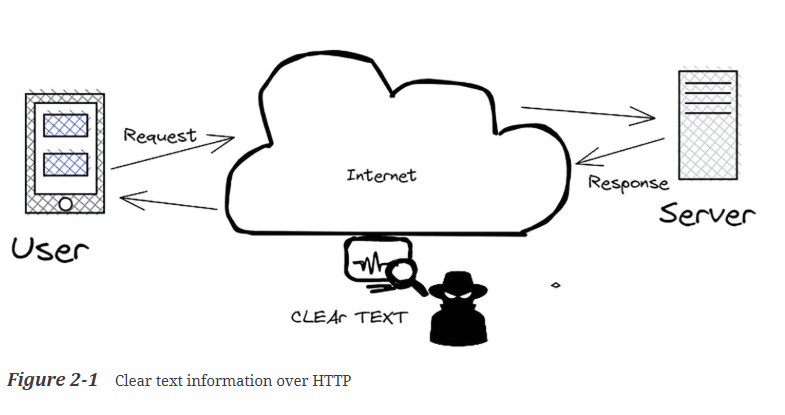 Request
Internet
Response
User
Server
CLEAr TEXT
Figure 2-1 Clear text information over HTTP